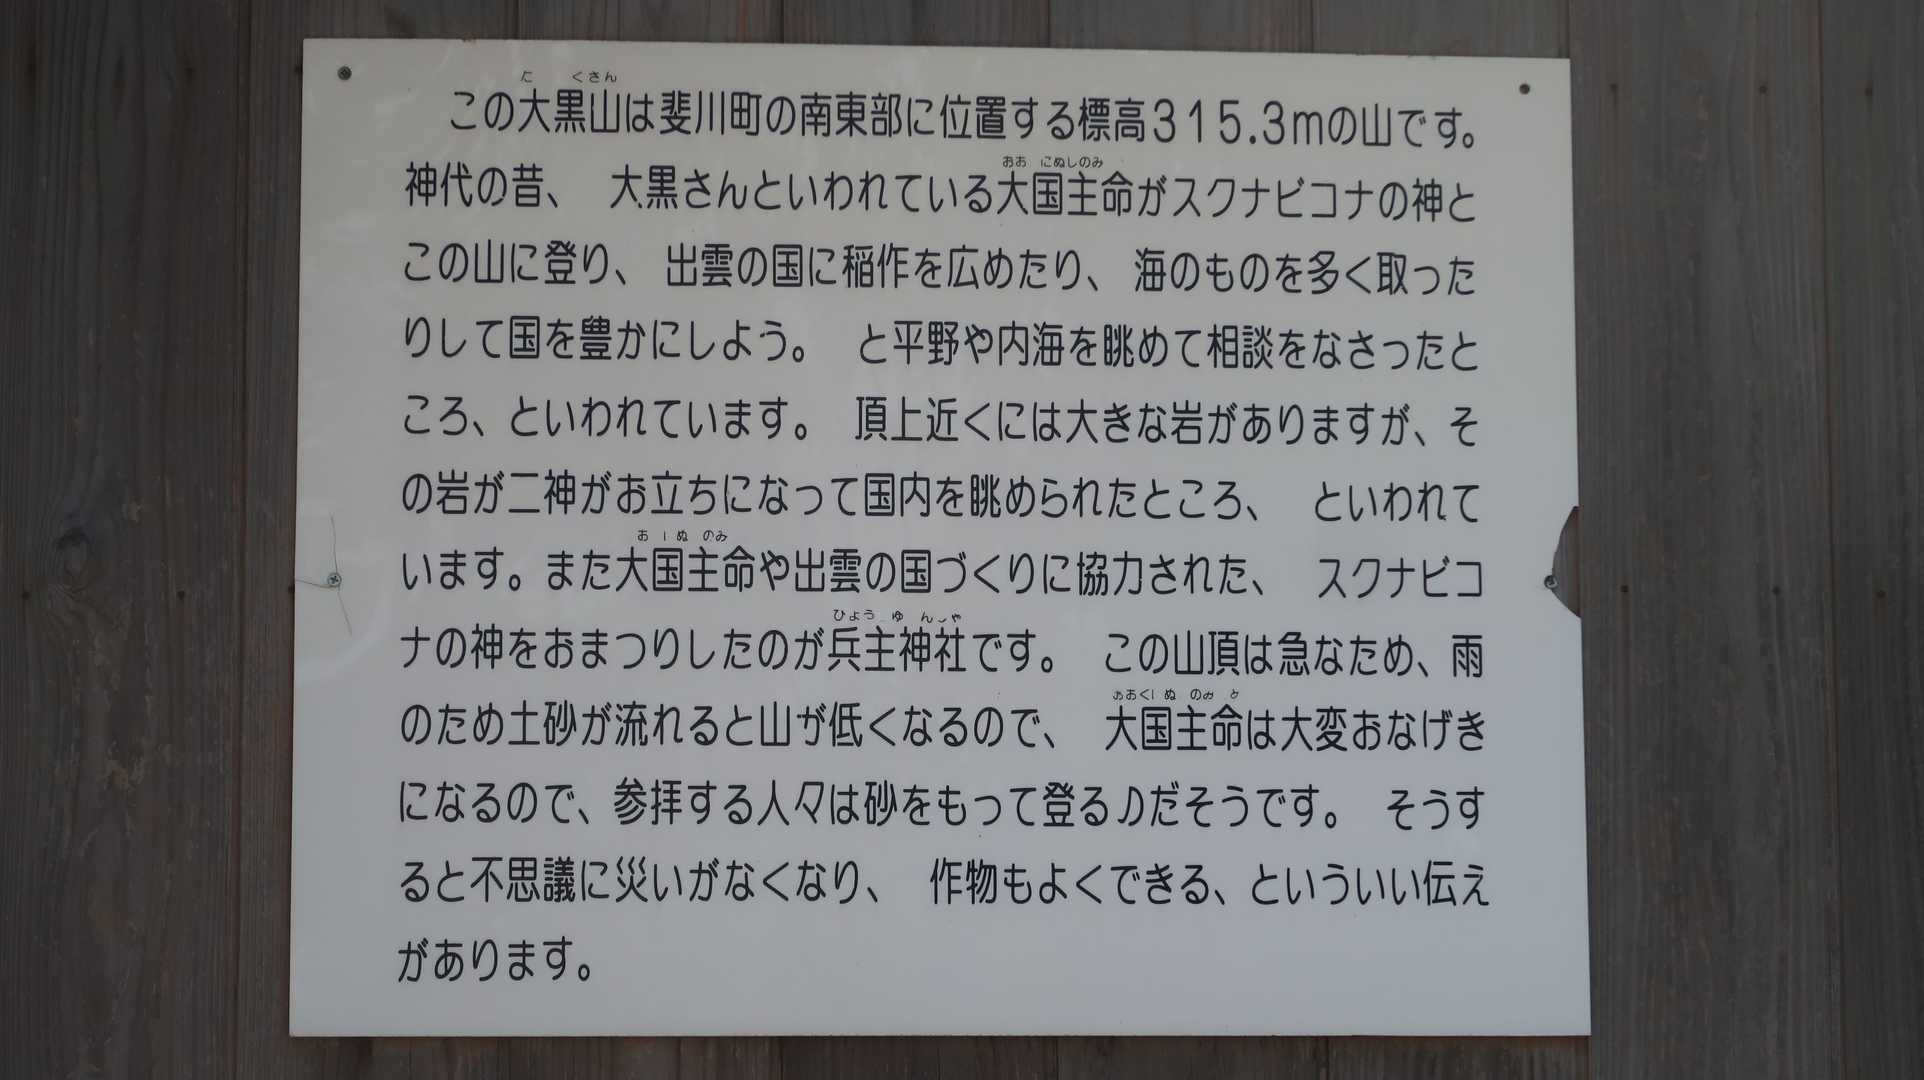 この大黒山は斐川町の南東部に位置する標高315.3mの山です。
神代の昔、大黒さんといわれている大国主命がスクナビコナの神と
この山に登り、出雲の国に稲作を広めたり、海のものを多く取った
りして国を豊かにしよう。と平野や内海を眺めて相談をなさったと
ころ、といわれています。頂上近くには大きな岩がありますが、そ
の岩が二神がお立ちになって国内を眺められたところ、といわれて
います。また大国主命や出雲の国づくりに協力された、スクナビコ
ナの神をおまつりしたのが兵主神社です。この山頂は急なため、雨
のため土砂が流れると山が低くなるので、大国主命は大変おなげき
になるので、参拝する人々は砂をもって登る♪だそうです。そうす
ると不思議に災いがなくなり、作物もよくできる、といういい伝え
があります。